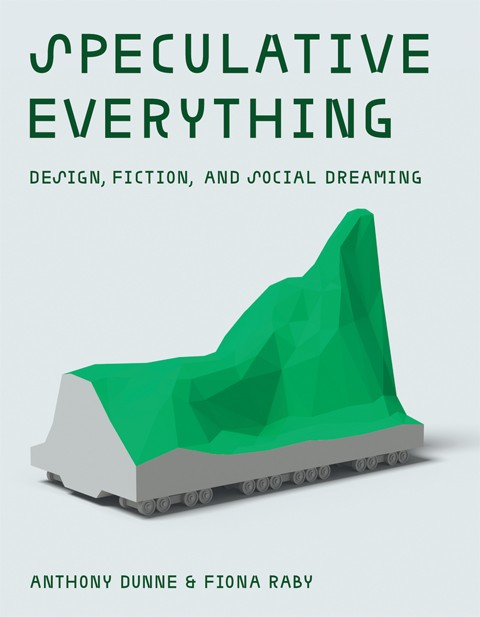 SPECULATIVE
EVERYTHING
DESIGN, FICTION, AND SOCIAL DREAMING
ANTHONY DUNNE & FIONA RABY